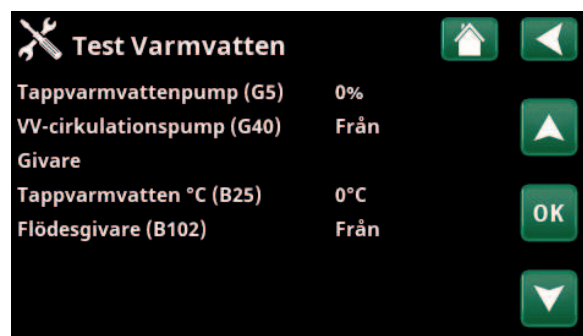 Test Varmvatten
Tappvarmvattenpump (G5) 0%
VV-cirkulationspump (G40) Från
Givare
Tappvarmvatten °C (B25) 0°C
Flödesgivare (B102) Från
OK